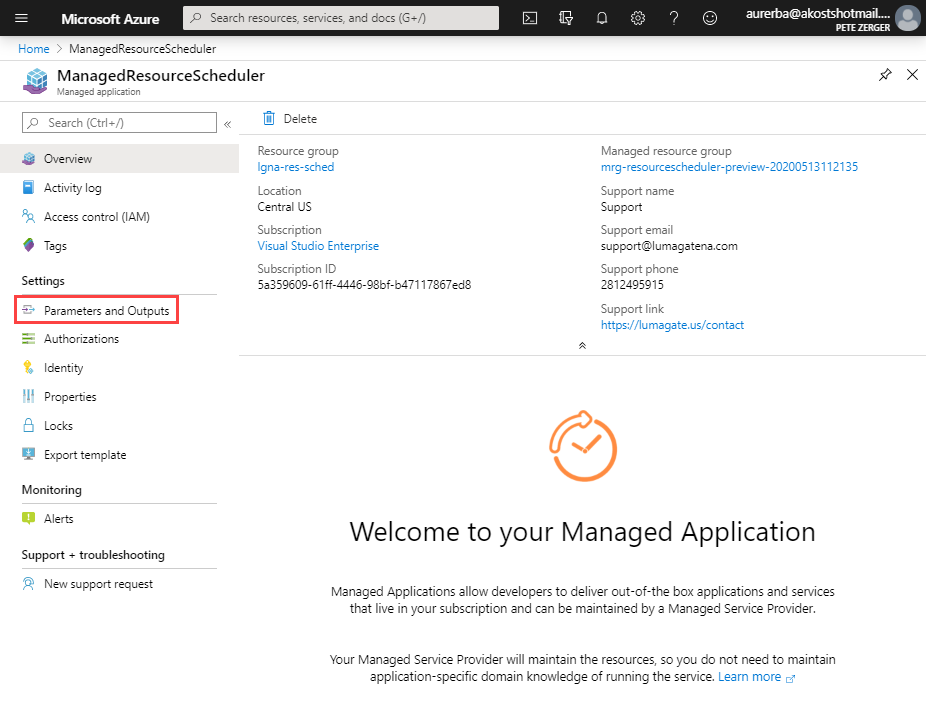 Microsoft Azure
Search resources, services, and docs (G+/)
aurerba@akostshotmail....
PETE ZERGER
Home > ManagedResourceScheduler
ManagedResourceScheduler
Managed application
Search (Ctrl+/)
«
Overview
Activity log
Access control (IAM)
Tags
Settings
Parameters and Outputs
Authorizations
Identity
Properties
Locks
Export template
Monitoring
Alerts
Support + troubleshooting
New support request
Delete
Resource group
lgna-res-sched
Location
Central US
Subscription
Visual Studio Enterprise
Subscription ID
5a359609-61ff-4446-98bf-b47117867ed8
Managed resource group
mrg-resourcescheduler-preview-20200513112135
Support name
Support
Support email
support@lumagatena.com
Support phone
2812495915
Support link
https://lumagate.us/contact
Welcome to your Managed Application
Managed Applications allow developers to deliver out-of-the box applications and services
that live in your subscription and can be maintained by a Managed Service Provider.
Your Managed Service Provider will maintain the resources, so you do not need to maintain
application-specific domain knowledge of running the service. Learn more